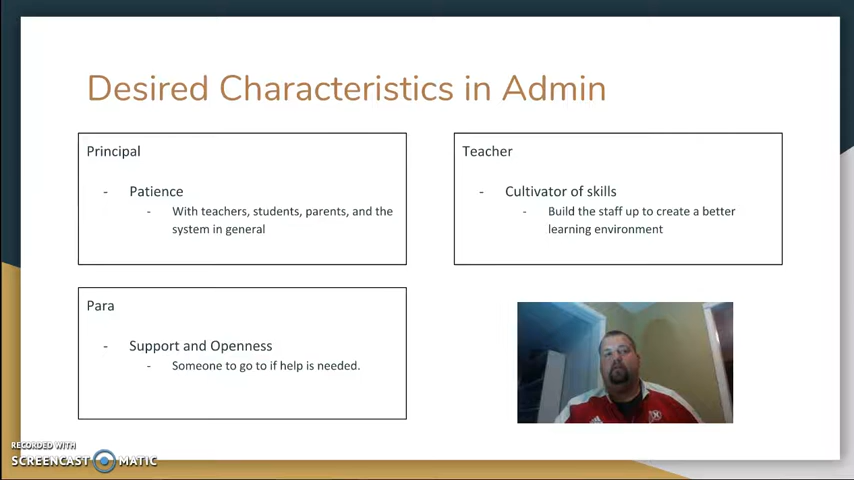 Desired Characteristics in Admin
Principal
- Patience
- With teachers, students, parents, and the
system in general
Teacher
- Cultivator of skills
- Build the staff up to create a better
learning environment
Para
- Support and Openness
- Someone to go to if help is needed.
RECORDED WITH
SCREENCAST MATIC